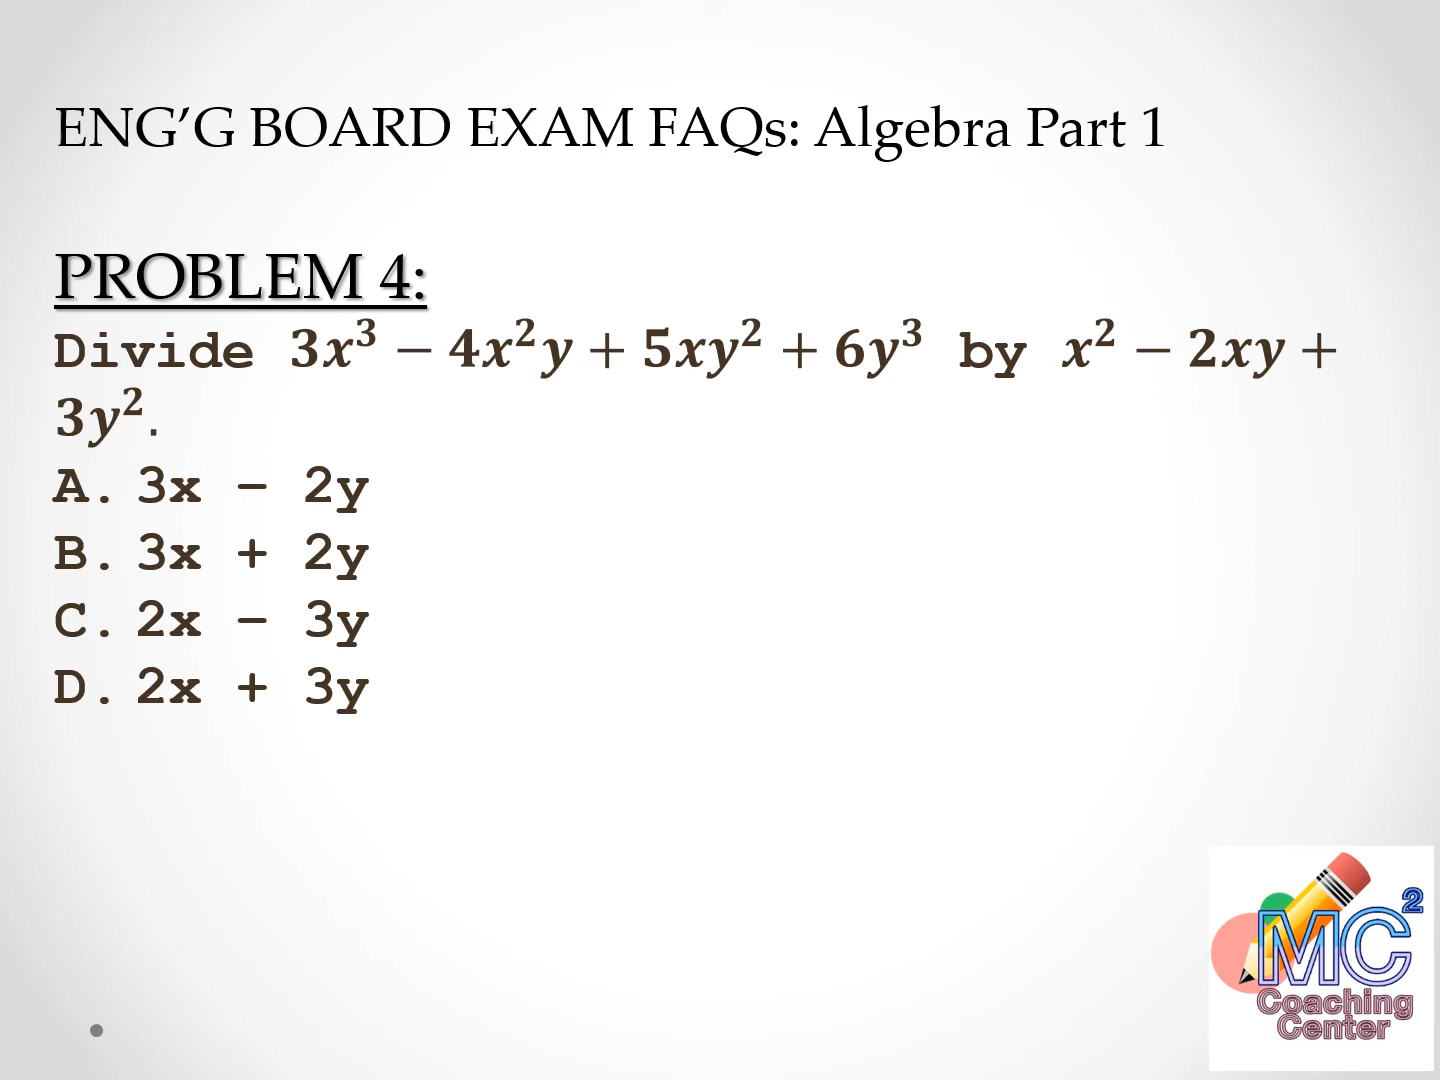 ENG’G BOARD EXAM FAQs: Algebra Part 1
PROBLEM 4:
Divide 3x³ − 4x²y + 5xy² + 6y³ by x² − 2xy +
3y².
A. 3x − 2y
B. 3x + 2y
C. 2x − 3y
D. 2x + 3y
MC²
Coaching
Center